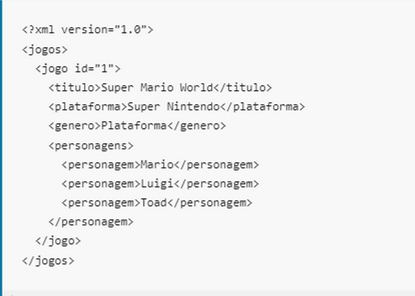 <?xml version="1.0">
<jogos>
<jogo id="1">
<titulo>Super Mario World</titulo>
<plataforma>Super Nintendo</plataforma>
<genero>Plataforma</genero>
<personagens>
<personagem>Mario</personagem>
<personagem>Luigi</personagem>
<personagem>Toad</personagem>
</personagem>
</jogo>
</jogos>